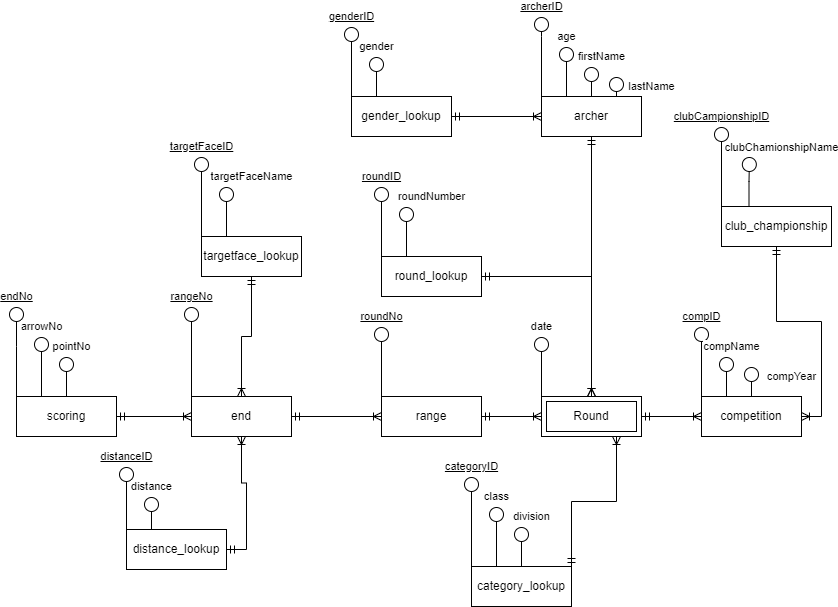 genderID
gender
gender_lookup
archerID
age
firstName
lastName
archer
clubCampionshipID
clubChamionshipName
club_championship
targetFaceID
targetFaceName
targetface_lookup
roundID
roundNumber
round_lookup
endNo
arrowNo
pointNo
scoring
rangeNo
end
roundNo
range
date
Round
compID
compName
compYear
competition
distanceID
distance
distance_lookup
categoryID
class
division
category_lookup